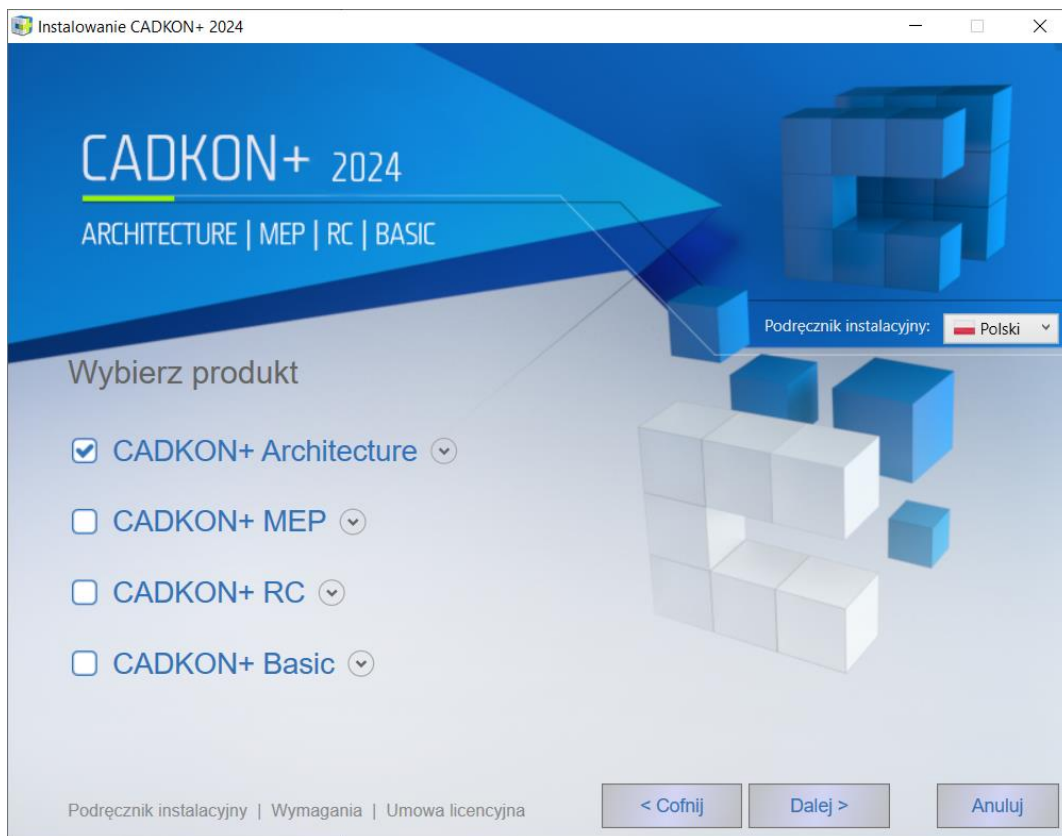 Instalowanie CADKON+ 2024
CADKON+ 2024
ARCHITECTURE | MEP | RC | BASIC
Podręcznik instalacyjny: Polski
Wybierz produkt
CADKON+ Architecture
CADKON+ MEP
CADKON+ RC
CADKON+ Basic
Podręcznik instalacyjny | Wymagania | Umowa licencyjna
< Cofnij
Dalej >
Anuluj